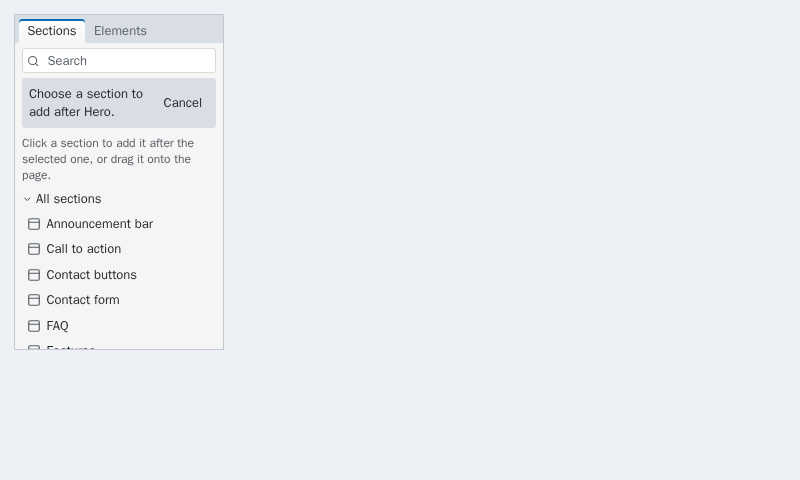 Sections
Elements
Search
Choose a section to
add after Hero.
Cancel
Click a section to add it after the
selected one, or drag it onto the
page.
All sections
Announcement bar
Call to action
Contact buttons
Contact form
FAQ